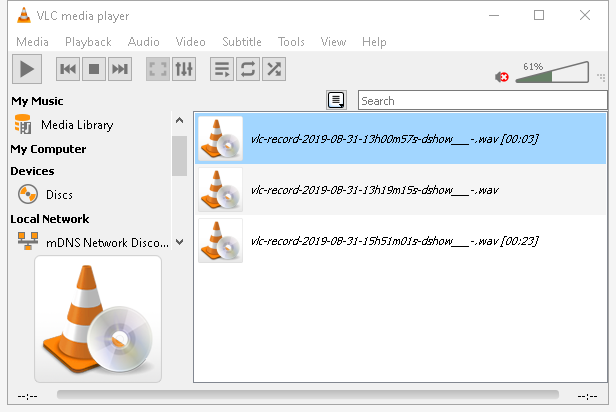 VLC media player
Media Playback Audio Video Subtitle Tools View Help
61%
My Music
Search
Media Library
My Computer
Devices
Discs
Local Network
mDNS Network Disco...
vlc-record-2019-08-31-13h00m57s-dshow___-.wav [00:03]
vlc-record-2019-08-31-13h19m15s-dshow___-.wav
vlc-record-2019-08-31-15h51m01s-dshow___-.wav [00:23]
--:-- --:--